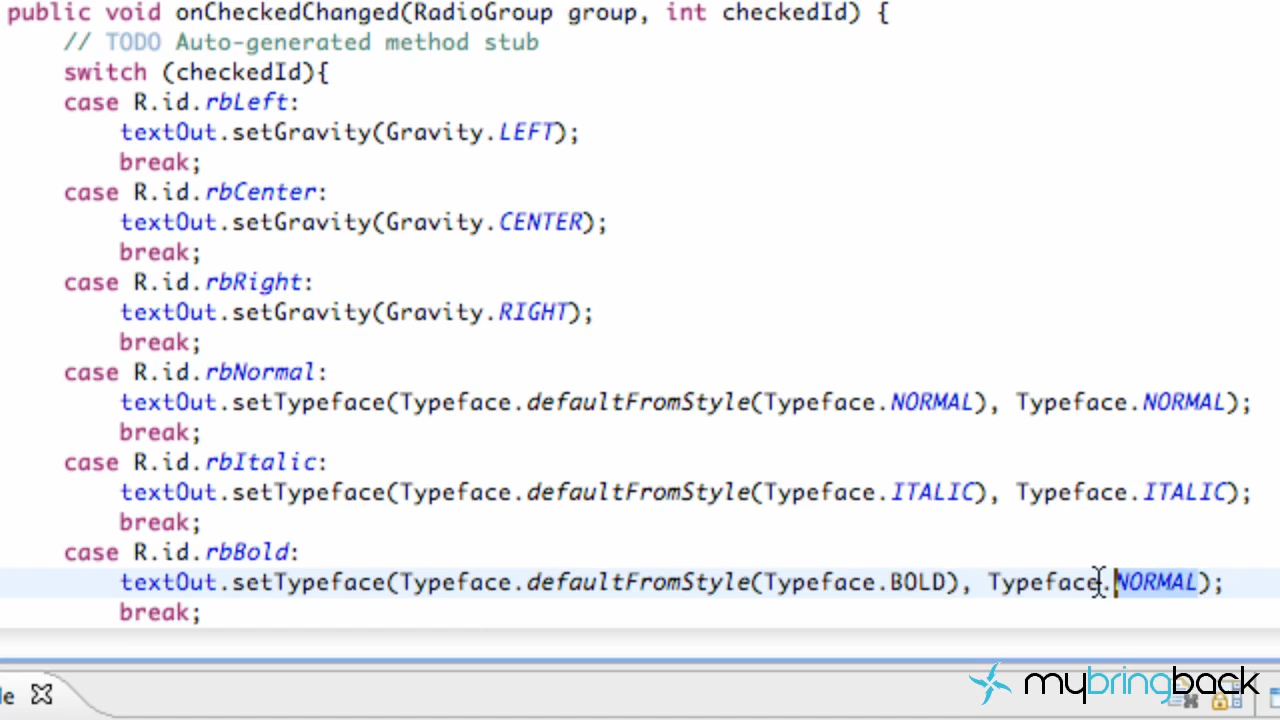 public void onCheckedChanged(RadioGroup group, int checkedId) {
// TODO Auto-generated method stub
switch (checkedId){
case R.id.rbLeft:
textOut.setGravity(Gravity.LEFT);
break;
case R.id.rbCenter:
textOut.setGravity(Gravity.CENTER);
break;
case R.id.rbRight:
textOut.setGravity(Gravity.RIGHT);
break;
case R.id.rbNormal:
textOut.setTypeface(Typeface.defaultFromStyle(Typeface.NORMAL), Typeface.NORMAL);
break;
case R.id.rbItalic:
textOut.setTypeface(Typeface.defaultFromStyle(Typeface.ITALIC), Typeface.ITALIC);
break;
case R.id.rbBold:
textOut.setTypeface(Typeface.defaultFromStyle(Typeface.BOLD), Typeface.NORMAL);
break;
le
mybringback